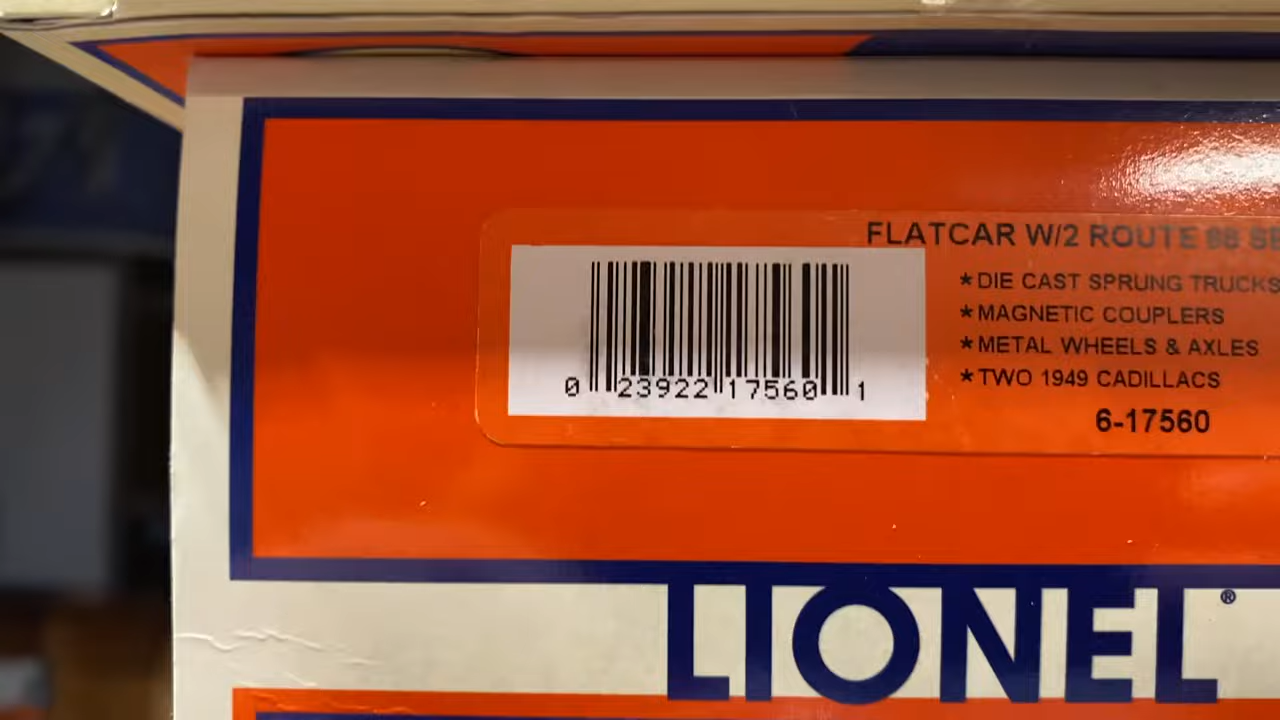 FLATCAR W/2 ROUTE
*DIE CAST SPRUNG TRUCKS
*MAGNETIC COUPLERS
*METAL WHEELS & AXLES
*TWO 1949 CADILLACS
6-17560
0 23922 17560 1
LIONEL®